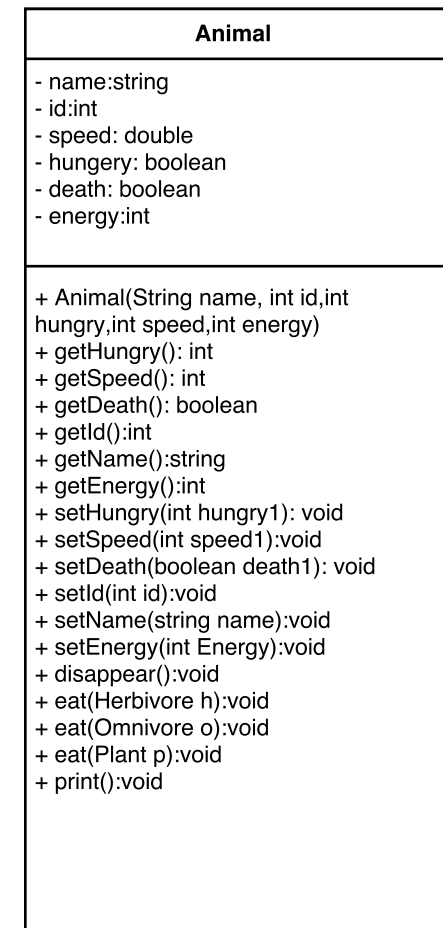 Animal
- name:string
- id:int
- speed: double
- hungery: boolean
- death: boolean
- energy:int
+ Animal(String name, int id,int
hungry,int speed,int energy)
+ getHungry(): int
+ getSpeed(): int
+ getDeath(): boolean
+ getId():int
+ getName():string
+ getEnergy():int
+ setHungry(int hungry1): void
+ setSpeed(int speed1):void
+ setDeath(boolean death1): void
+ setId(int id):void
+ setName(string name):void
+ setEnergy(int Energy):void
+ disappear():void
+ eat(Herbivore h):void
+ eat(Omnivore o):void
+ eat(Plant p):void
+ print():void